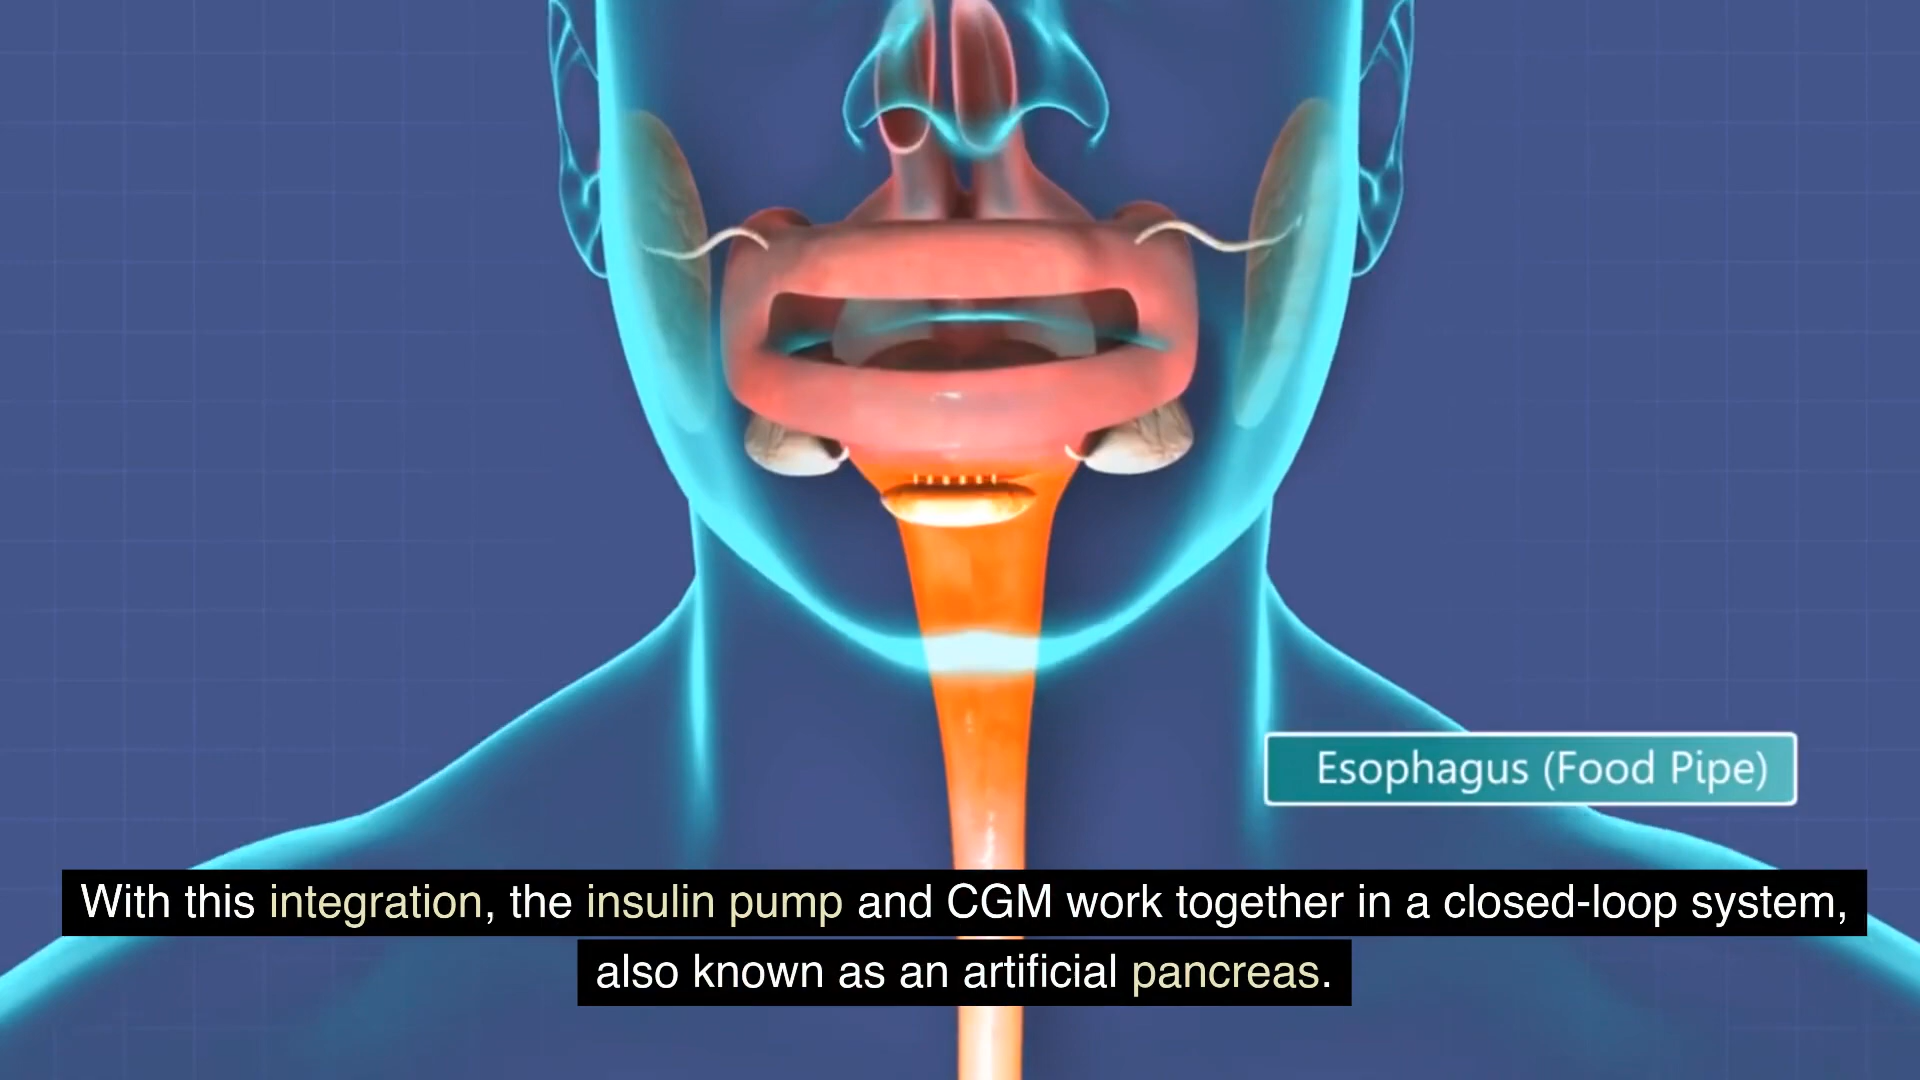 Esophagus (Food Pipe)
With this integration, the insulin pump and CGM work together in a closed-loop system,
also known as an artificial pancreas.